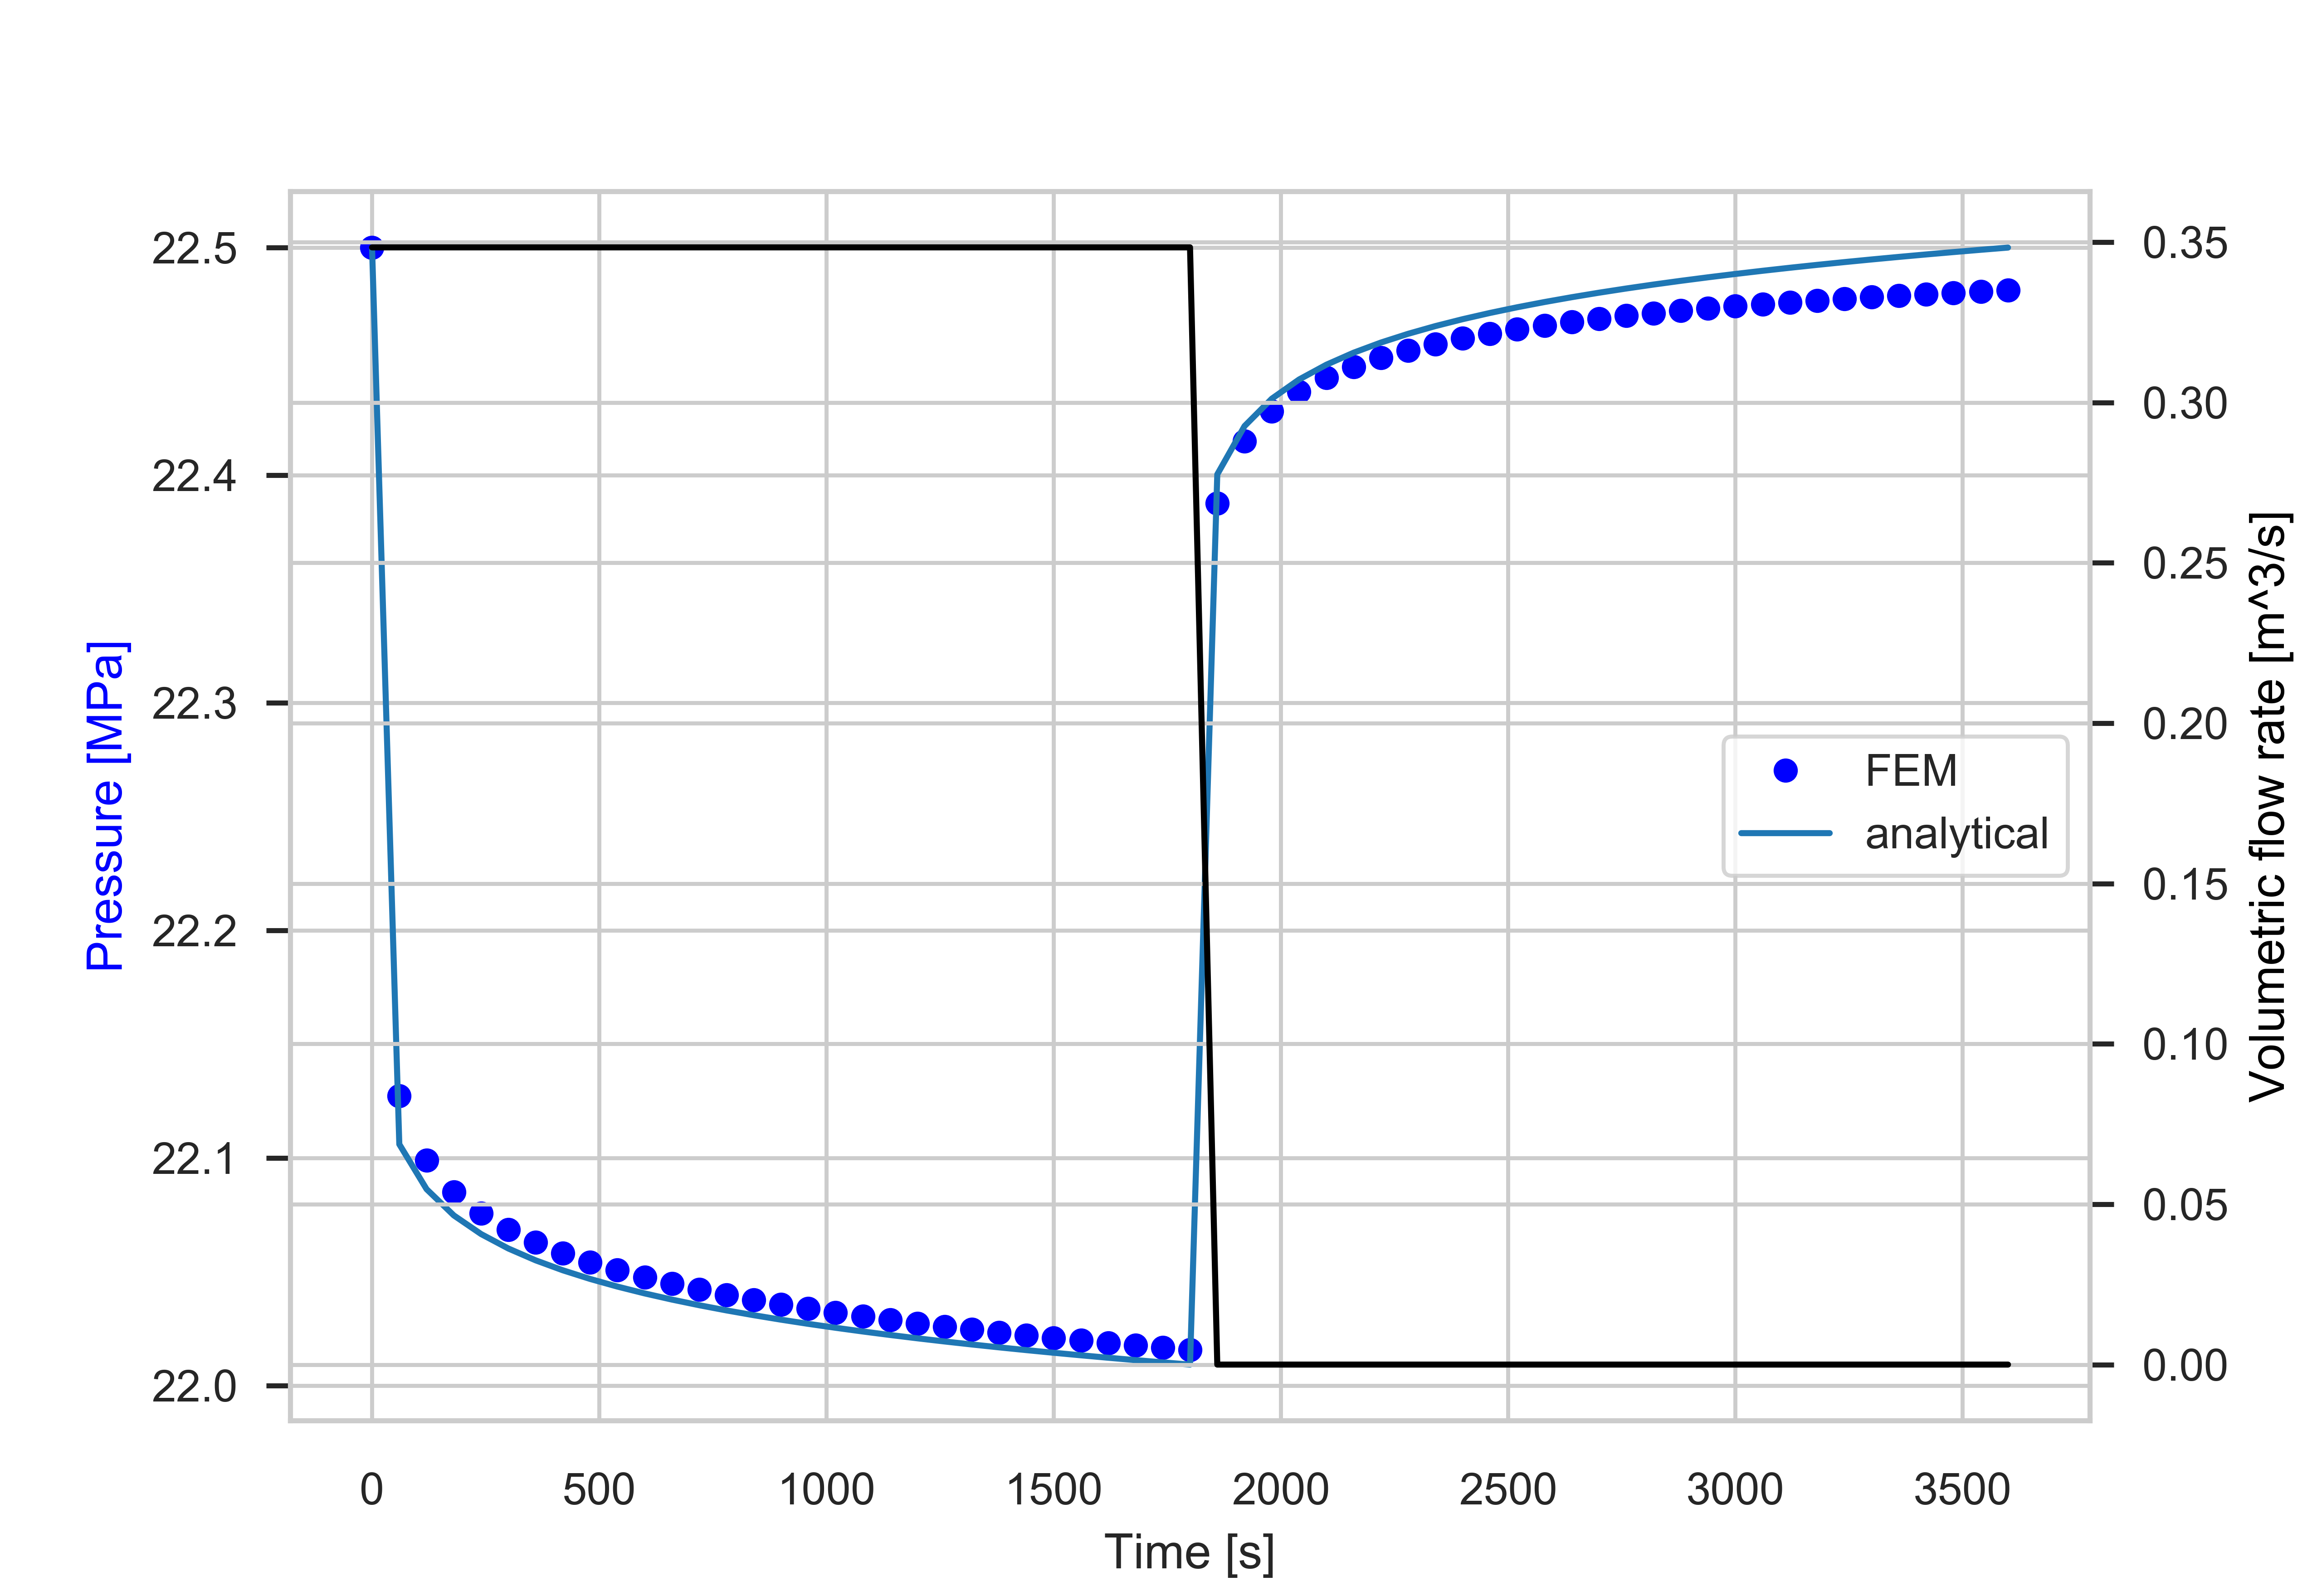 22.5
22.4
22.3
22.2
22.1
22.0
Pressure [MPa]
0.35
0.30
0.25
0.20
0.15
0.10
0.05
0.00
Volumetric flow rate [m^3/s]
FEM
analytical
0 500 1000 1500 2000 2500 3000 3500
Time [s]